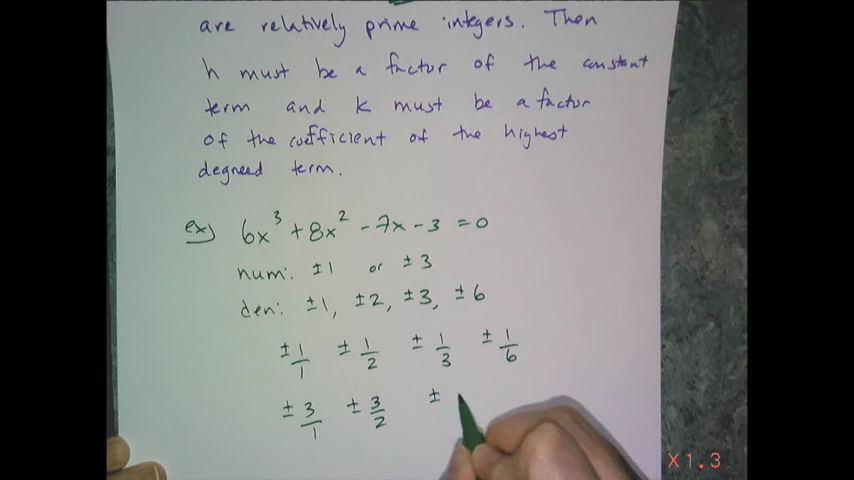 are relatively prime integers. Then
h must be a factor of the constant
term and k must be a factor
of the coefficient of the highest
degreed term.
ex) 6x³ + 8x² - 7x - 3 = 0
num: ±1 or ±3
den: ±1, ±2, ±3, ±6
± 1/1 ± 1/2 ± 1/3 ± 1/6
± 3/1 ± 3/2 ±
X1.3